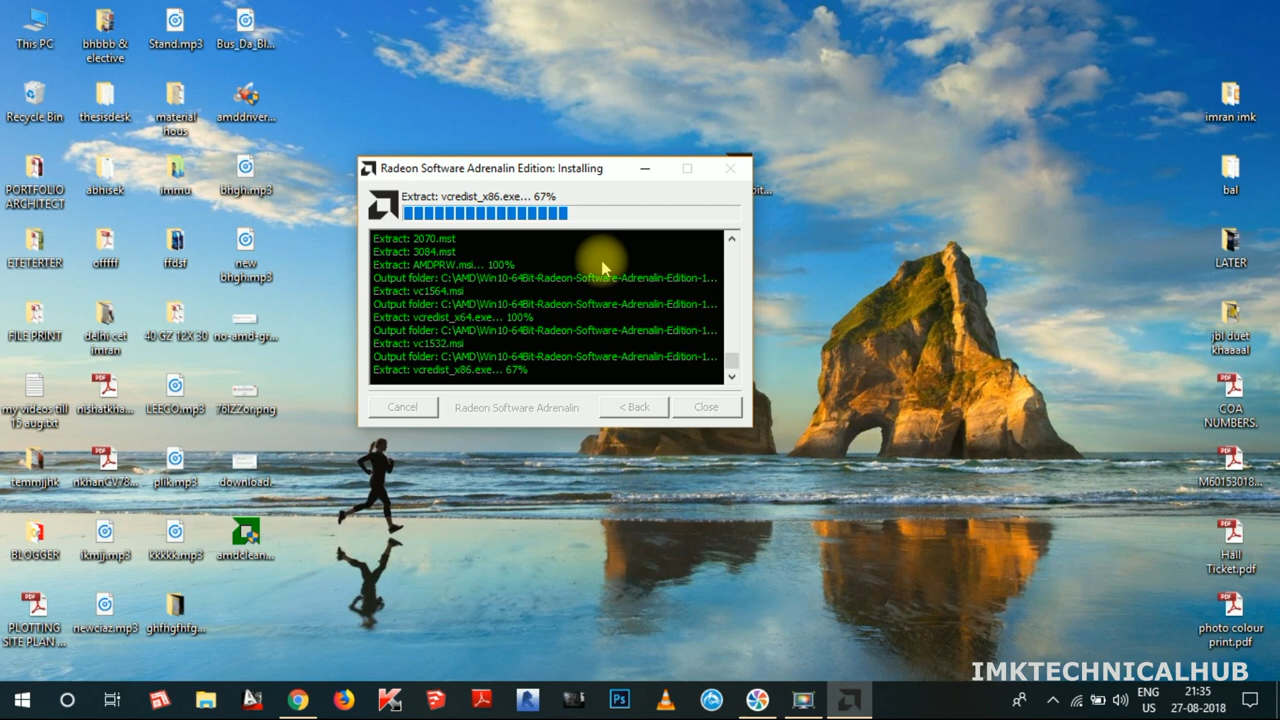 This PC
bhbbb &
elective
Stand.mp3
Bus_Da_Bl...
Recycle Bin
thesisdesk
material
hous
amddriver...
imran imk
PORTFOLIO
ARCHITECT
abhisek
immu
bhgh.mp3
bit...
bal
ETETERTER
offfff
ffdsf
new
bhgh.mp3
LATER
FILE PRINT
delhi cet
imran
40 GZ 12X 30
no-amd-gr...
jbl duet
khaaaal
my videos till
15 aug.txt
nishatkha...
LEECO.mp3
76lZZon.png
COA
NUMBERS.
temmjjhk
nkhanCV78...
plik.mp3
download.
M60153018...
BLOGGER
ikmjj.mp3
kkkkk.mp3
amdclean...
Hall
Ticket.pdf
PLOTTING
SITE PLAN ...
newciaz.mp3
ghfhgfhfg...
photo colour
print.pdf
Radeon Software Adrenalin Edition: Installing
Extract: vcredist_x86.exe... 67%
Extract: 2070.mst
Extract: 3084.mst
Extract: AMDPRW.msi... 100%
Output folder: C:\AMD\Win10-64Bit-Radeon-Software-Adrenalin-Edition-1...
Extract: vc1564.msi
Output folder: C:\AMD\Win10-64Bit-Radeon-Software-Adrenalin-Edition-1...
Extract: vcredist_x64.exe... 100%
Output folder: C:\AMD\Win10-64Bit-Radeon-Software-Adrenalin-Edition-1...
Extract: vc1532.msi
Output folder: C:\AMD\Win10-64Bit-Radeon-Software-Adrenalin-Edition-1...
Extract: vcredist_x86.exe... 67%
Cancel
Radeon Software Adrenalin
< Back
Close
IMKTECHNICALHUB
Ps
ENG
US
21:35
27-08-2018